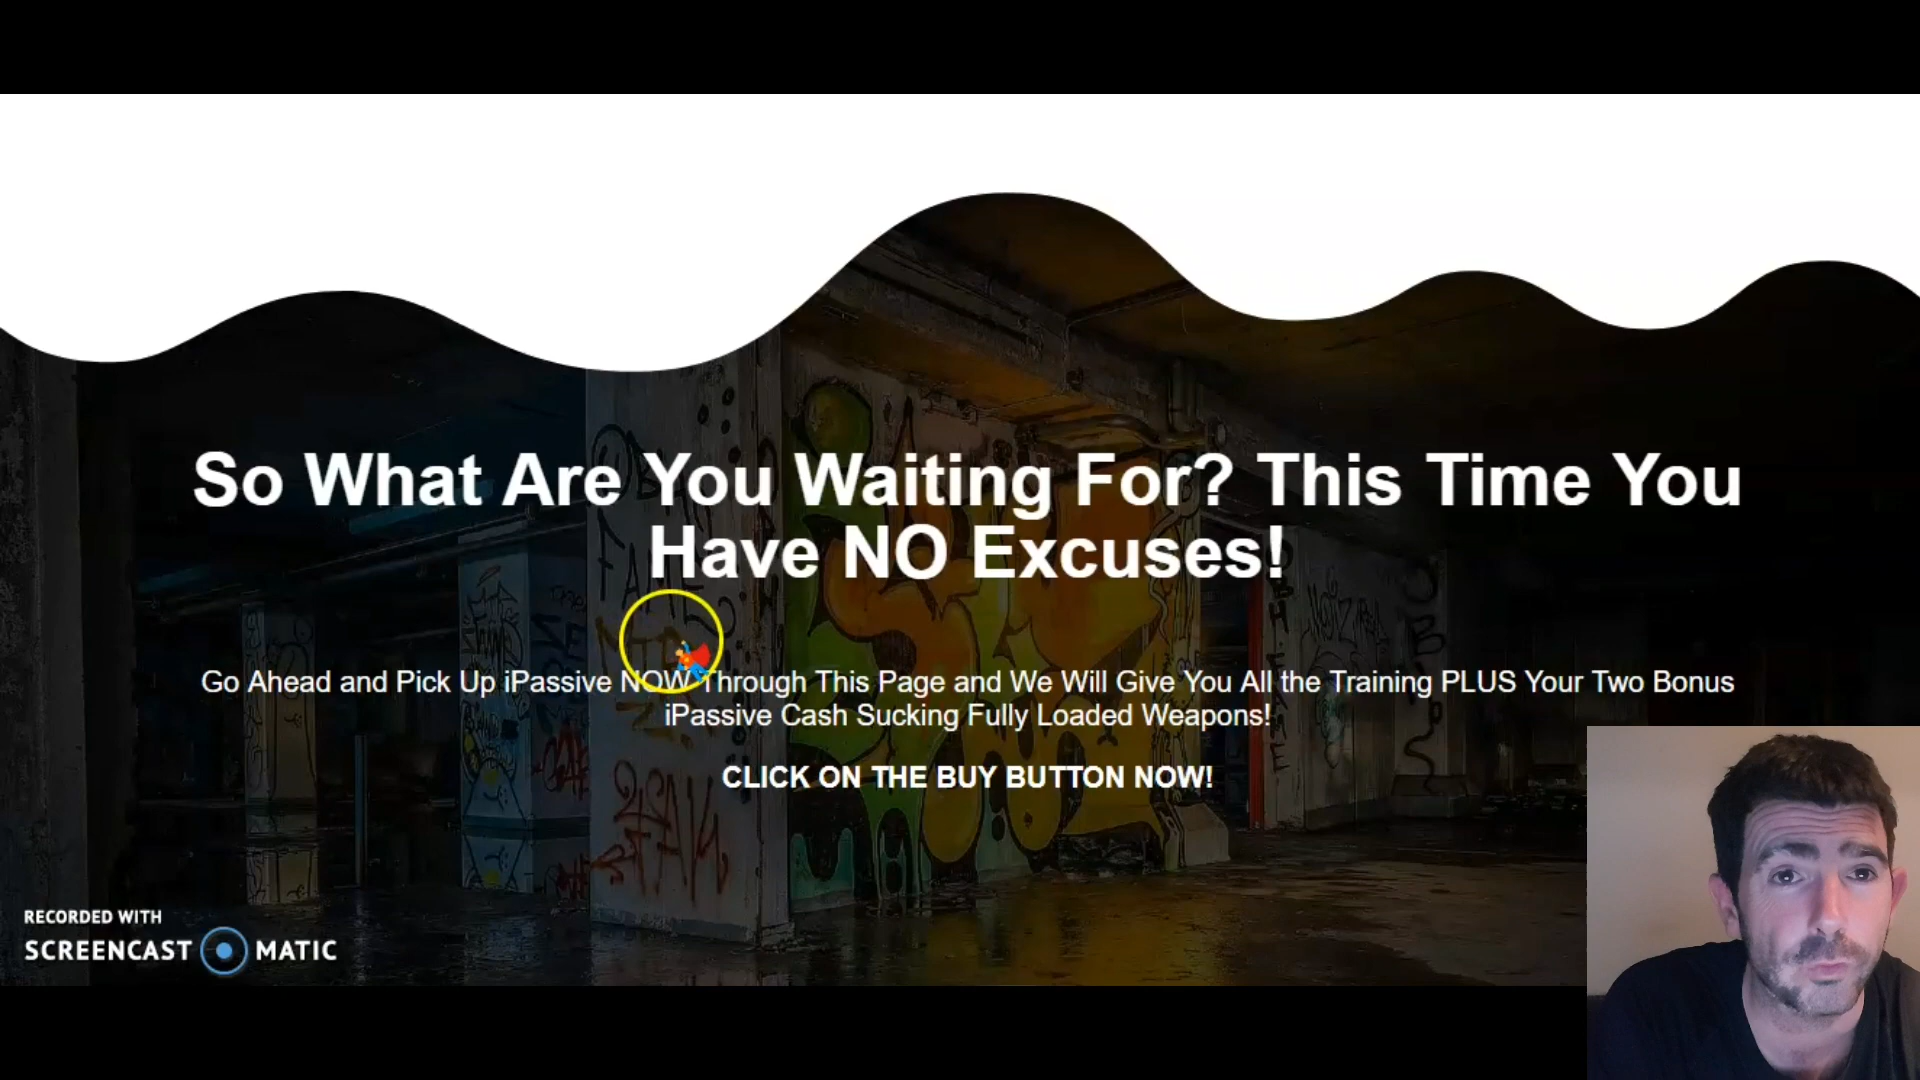 So What Are You Waiting For? This Time You
Have NO Excuses!
Go Ahead and Pick Up iPassive NOW Through This Page and We Will Give You All the Training PLUS Your Two Bonus
iPassive Cash Sucking Fully Loaded Weapons!
CLICK ON THE BUY BUTTON NOW!
RECORDED WITH
SCREENCAST MATIC